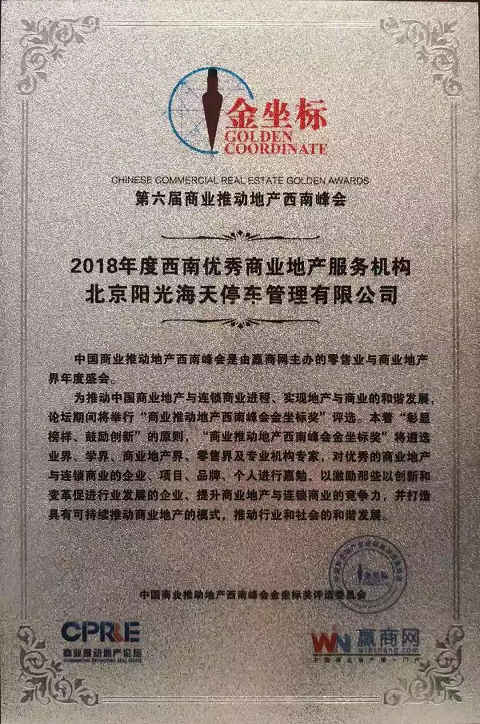 金坐标
GOLDEN
COORDINATE
CHINESE COMMERCIAL REAL ESTATE GOLDEN AWARDS
第六届商业推动地产西南峰会
2018年度西南优秀商业地产服务机构
北京阳光海天停车管理有限公司
中国商业推动地产西南峰会是由赢商网主办的零售业与商业地产
界年度盛会。
为推动中国商业地产与连锁商业进程、实现地产与商业的和谐发展，
论坛期间将举行“商业推动地产西南峰会金坐标奖”评选。本着“彰显
榜样、鼓励创新”的原则，“商业推动地产西南峰会金坐标奖”将遴选
业界、学界、商业地产界、零售界及专业机构专家，对优秀的商业地产
与连锁商业的企业、项目、品牌、个人进行嘉勉，以激励那些以创新和
变革促进行业发展的企业、提升商业地产与连锁商业的竞争力，并打造
具有可持续推动商业地产的模式，推动行业和社会的和谐发展。
中国商业推动地产西南峰会金坐标奖评选委员会
CPRE
商业推动地产论坛
WIN 赢商网
winshang.com